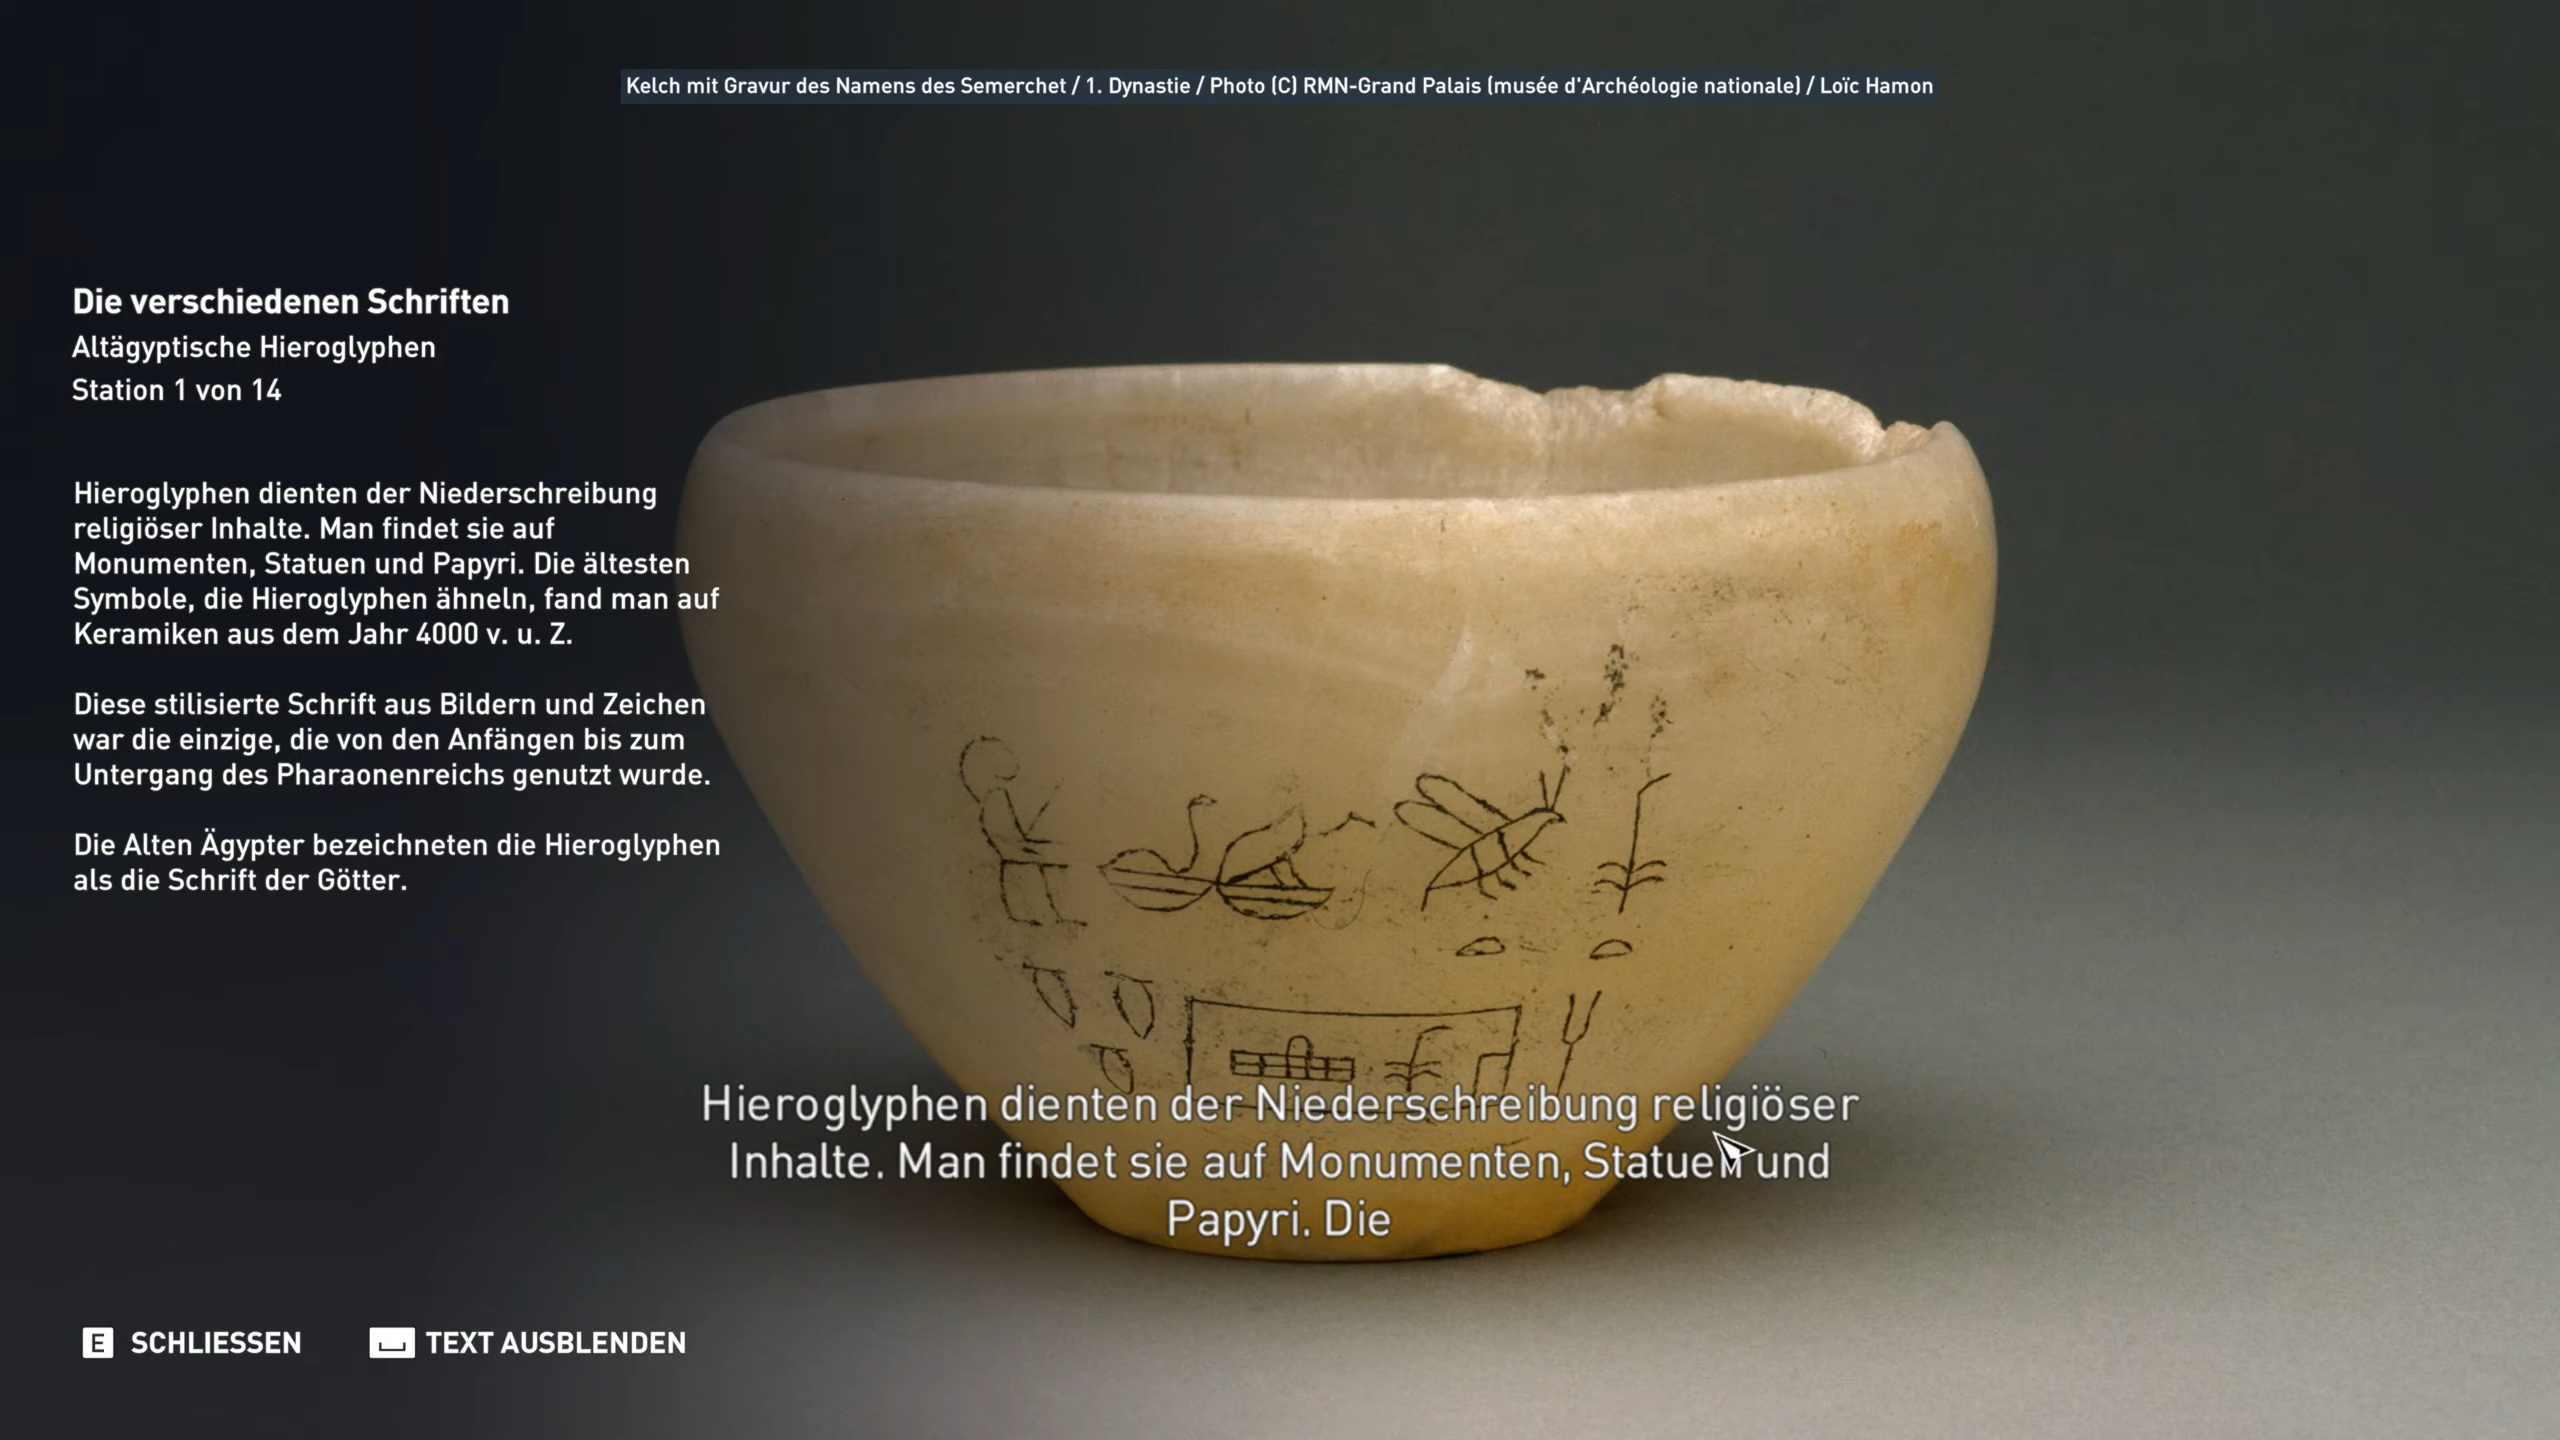 Kelch mit Gravur des Namens des Semerchet / 1. Dynastie / Photo (C) RMN-Grand Palais (musée d'Archéologie nationale) / Loïc Hamon
Die verschiedenen Schriften
Altägyptische Hieroglyphen
Station 1 von 14
Hieroglyphen dienten der Niederschreibung
religiöser Inhalte. Man findet sie auf
Monumenten, Statuen und Papyri. Die ältesten
Symbole, die Hieroglyphen ähneln, fand man auf
Keramiken aus dem Jahr 4000 v. u. Z.
Diese stilisierte Schrift aus Bildern und Zeichen
war die einzige, die von den Anfängen bis zum
Untergang des Pharaonenreichs genutzt wurde.
Die Alten Ägypter bezeichneten die Hieroglyphen
als die Schrift der Götter.
Hieroglyphen dienten der Niederschreibung religiöser
Inhalte. Man findet sie auf Monumenten, Statuen und
Papyri. Die
E SCHLIESSEN
TEXT AUSBLENDEN